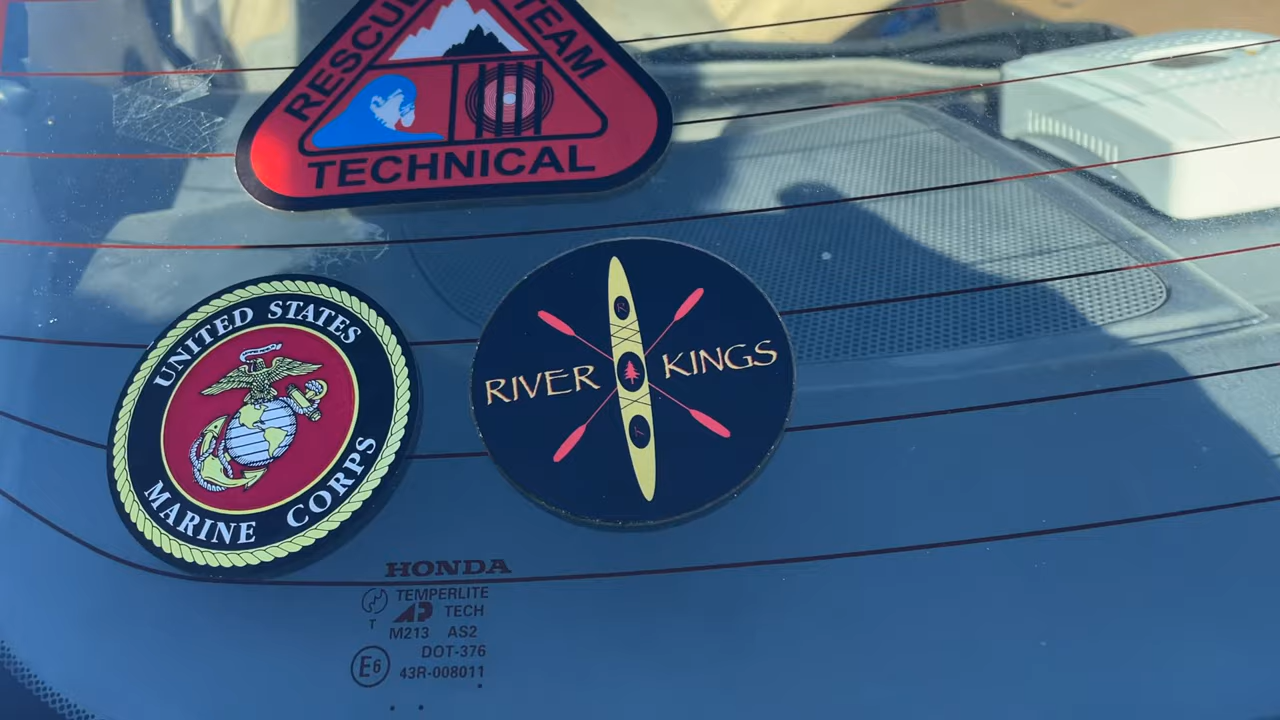 RESCUE TEAM
TECHNICAL
UNITED STATES
MARINE CORPS
RIVER KINGS
R
K
HONDA
TEMPERLITE
AP TECH
T
M213 AS2
DOT-376
E6 43R-008011